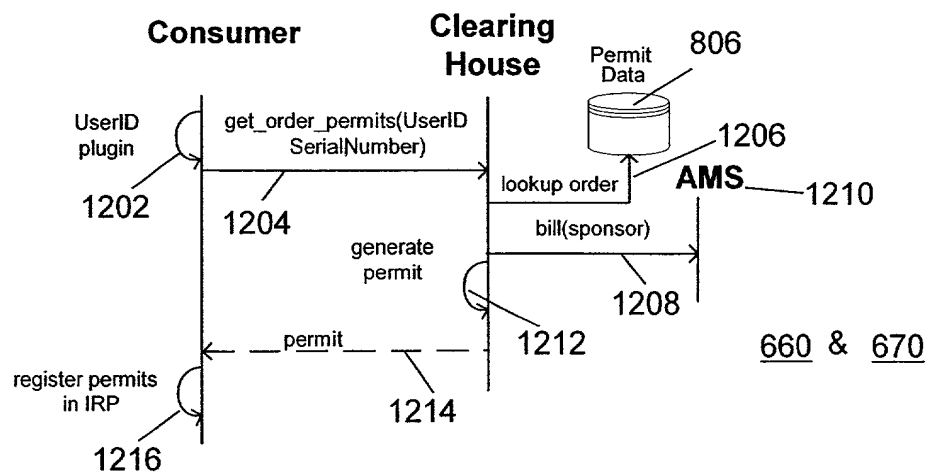 Consumer
Clearing
House
Permit
Data
806
UserID
plugin
get_order_permits(UserID
SerialNumber)
1206
1202
1204
lookup order
AMS
1210
bill(sponsor)
generate
permit
1208
1212
660 & 670
permit
register permits
in IRP
1214
1216